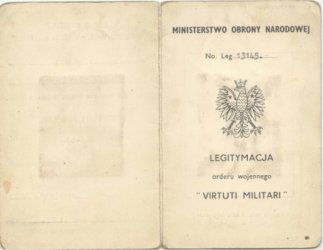 MINISTERSTWO OBRONY NARODOWEJ
No. Leg 13145.
LEGITYMACJA
orderu wojennego
"VIRTUTI MILITARI"